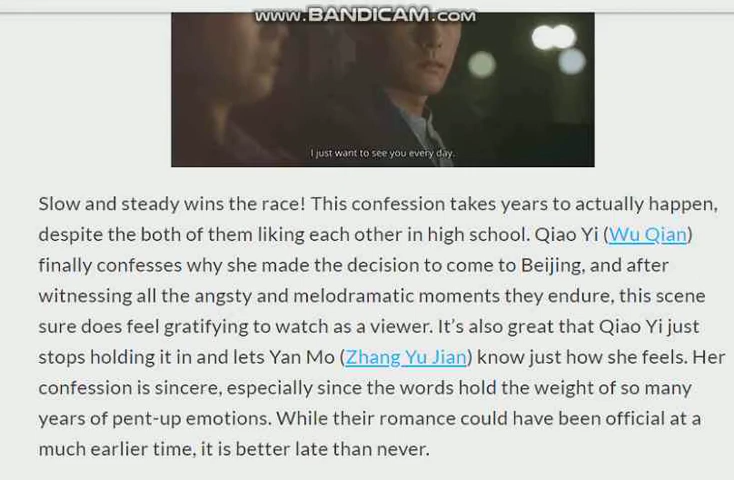 www.BANDICAM.com
I just want to see you every day.
Slow and steady wins the race! This confession takes years to actually happen,
despite the both of them liking each other in high school. Qiao Yi (Wu Qian)
finally confesses why she made the decision to come to Beijing, and after
witnessing all the angsty and melodramatic moments they endure, this scene
sure does feel gratifying to watch as a viewer. It's also great that Qiao Yi just
stops holding it in and lets Yan Mo (Zhang Yu Jian) know just how she feels. Her
confession is sincere, especially since the words hold the weight of so many
years of pent-up emotions. While their romance could have been official at a
much earlier time, it is better late than never.